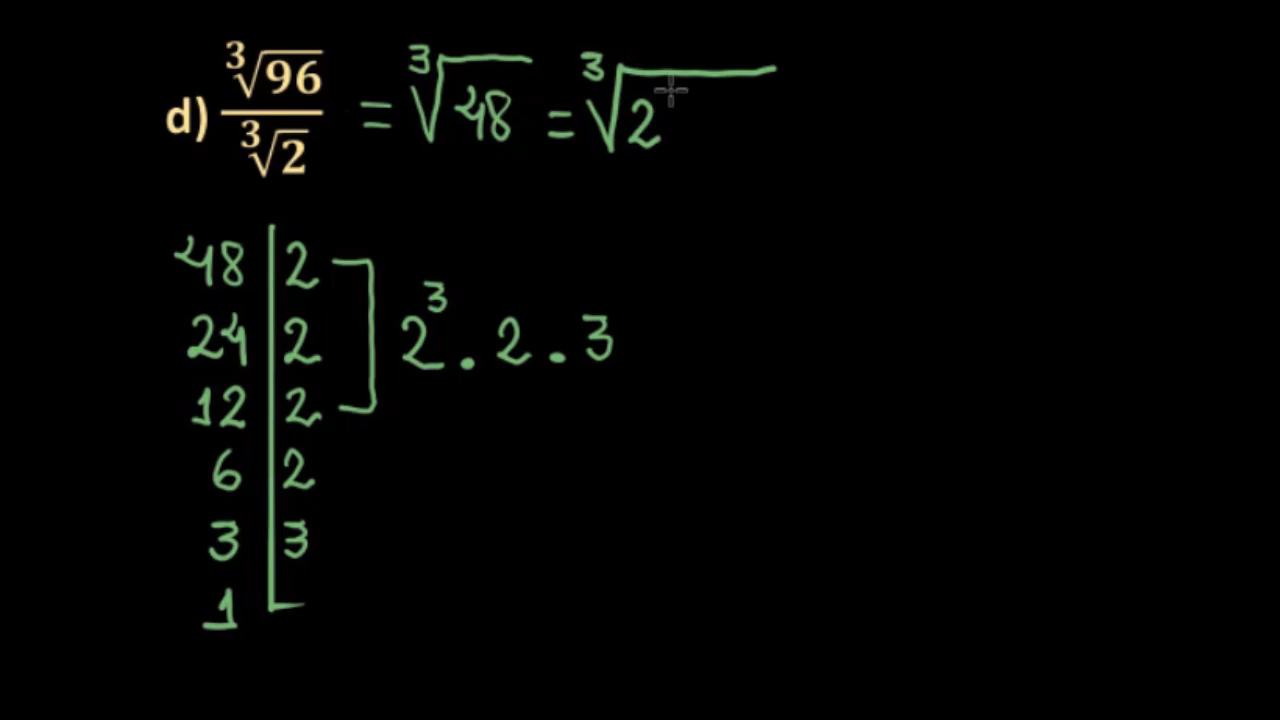 d) ∛96 / ∛2 = ∛48 = ∛2
48 | 2
24 | 2 2³ . 2 . 3
12 | 2
6 | 2
3 | 3
1